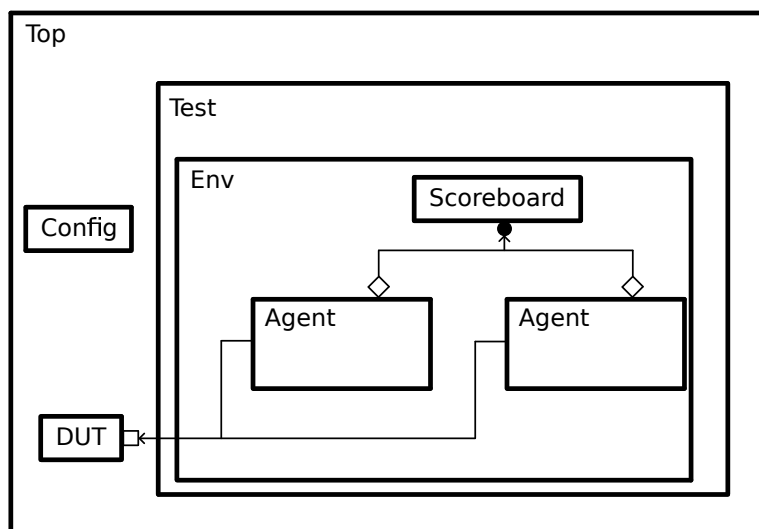 Top
Test
Env
Scoreboard
Config
Agent
Agent
DUT